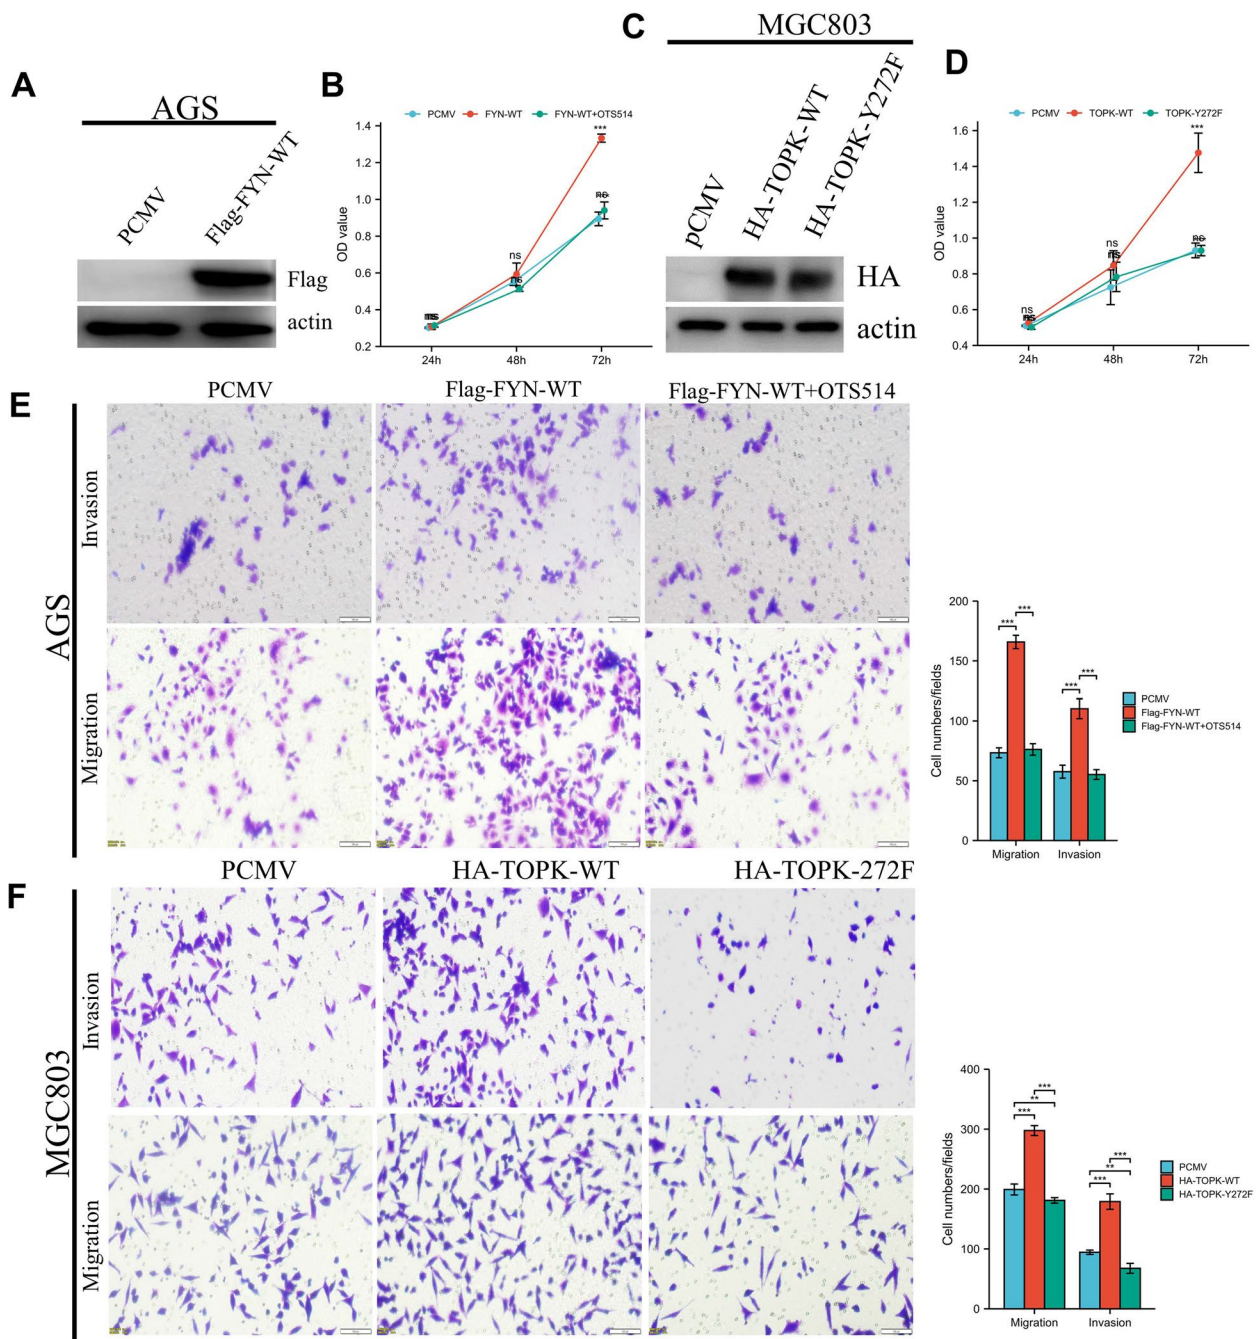 A
AGS
PCMV
Flag-FYN-WT
Flag
actin
B
PCMV FYN-WT FYN-WT+OTS514
OD value
1.4
1.2
1.0
0.8
0.6
0.4
0.2
***
ns
ns
ns
24h 48h 72h
C
MGC803
pCMV
HA-TOPK-WT
HA-TOPK-Y272F
HA
actin
D
PCMV TOPK-WT TOPK-Y272F
OD value
1.6
1.4
1.2
1.0
0.8
0.6
0.4
***
ns
ns
ns
24h 48h 72h
E
PCMV Flag-FYN-WT Flag-FYN-WT+OTS514
AGS
Invasion
Migration
Cell numbers/fields
200
150
100
50
0
*** ***
*** ***
Migration Invasion
PCMV
Flag-FYN-WT
Flag-FYN-WT+OTS514
F
PCMV HA-TOPK-WT HA-TOPK-272F
MGC803
Invasion
Migration
Cell numbers/fields
400
300
200
100
0
***
**
***
***
**
***
Migration Invasion
PCMV
HA-TOPK-WT
HA-TOPK-Y272F